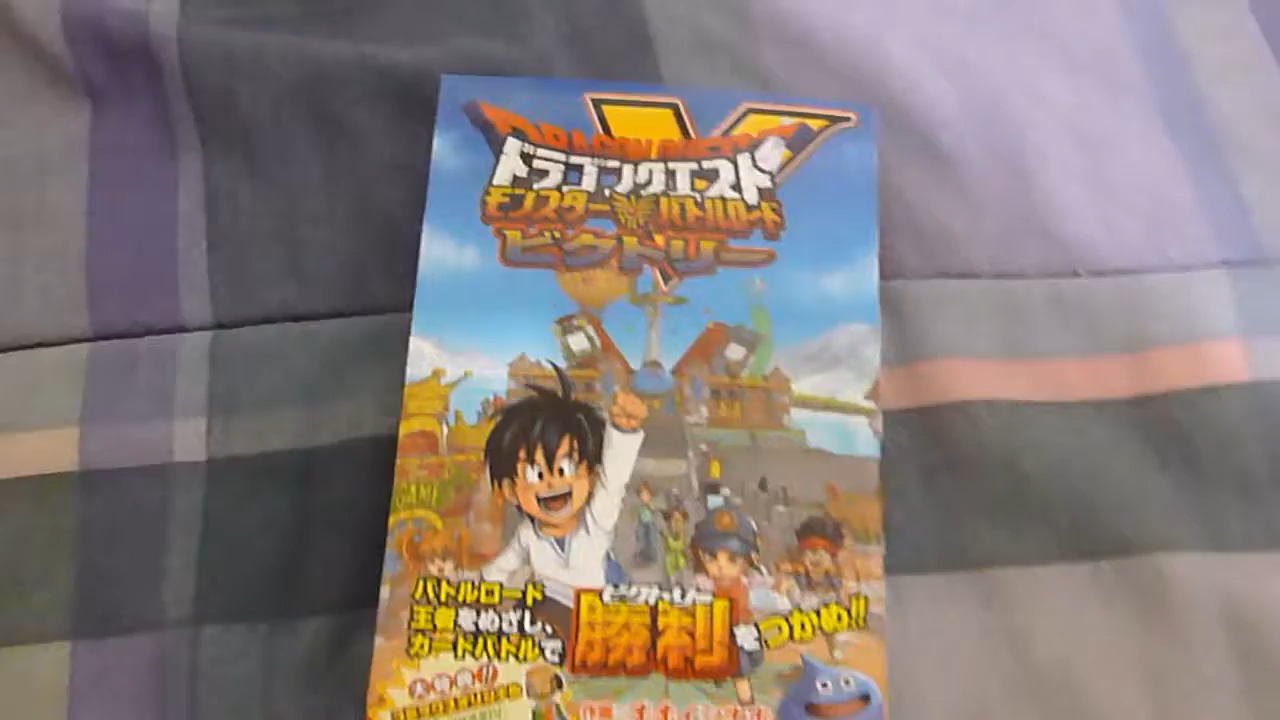 DRAGON QUEST
ドラゴンクエスト
モンスターバトルロード
ビクトリー
GAME
バトルロード
王者をめざし、
カードバトルで
ビクトリー
勝利をつかめ!!